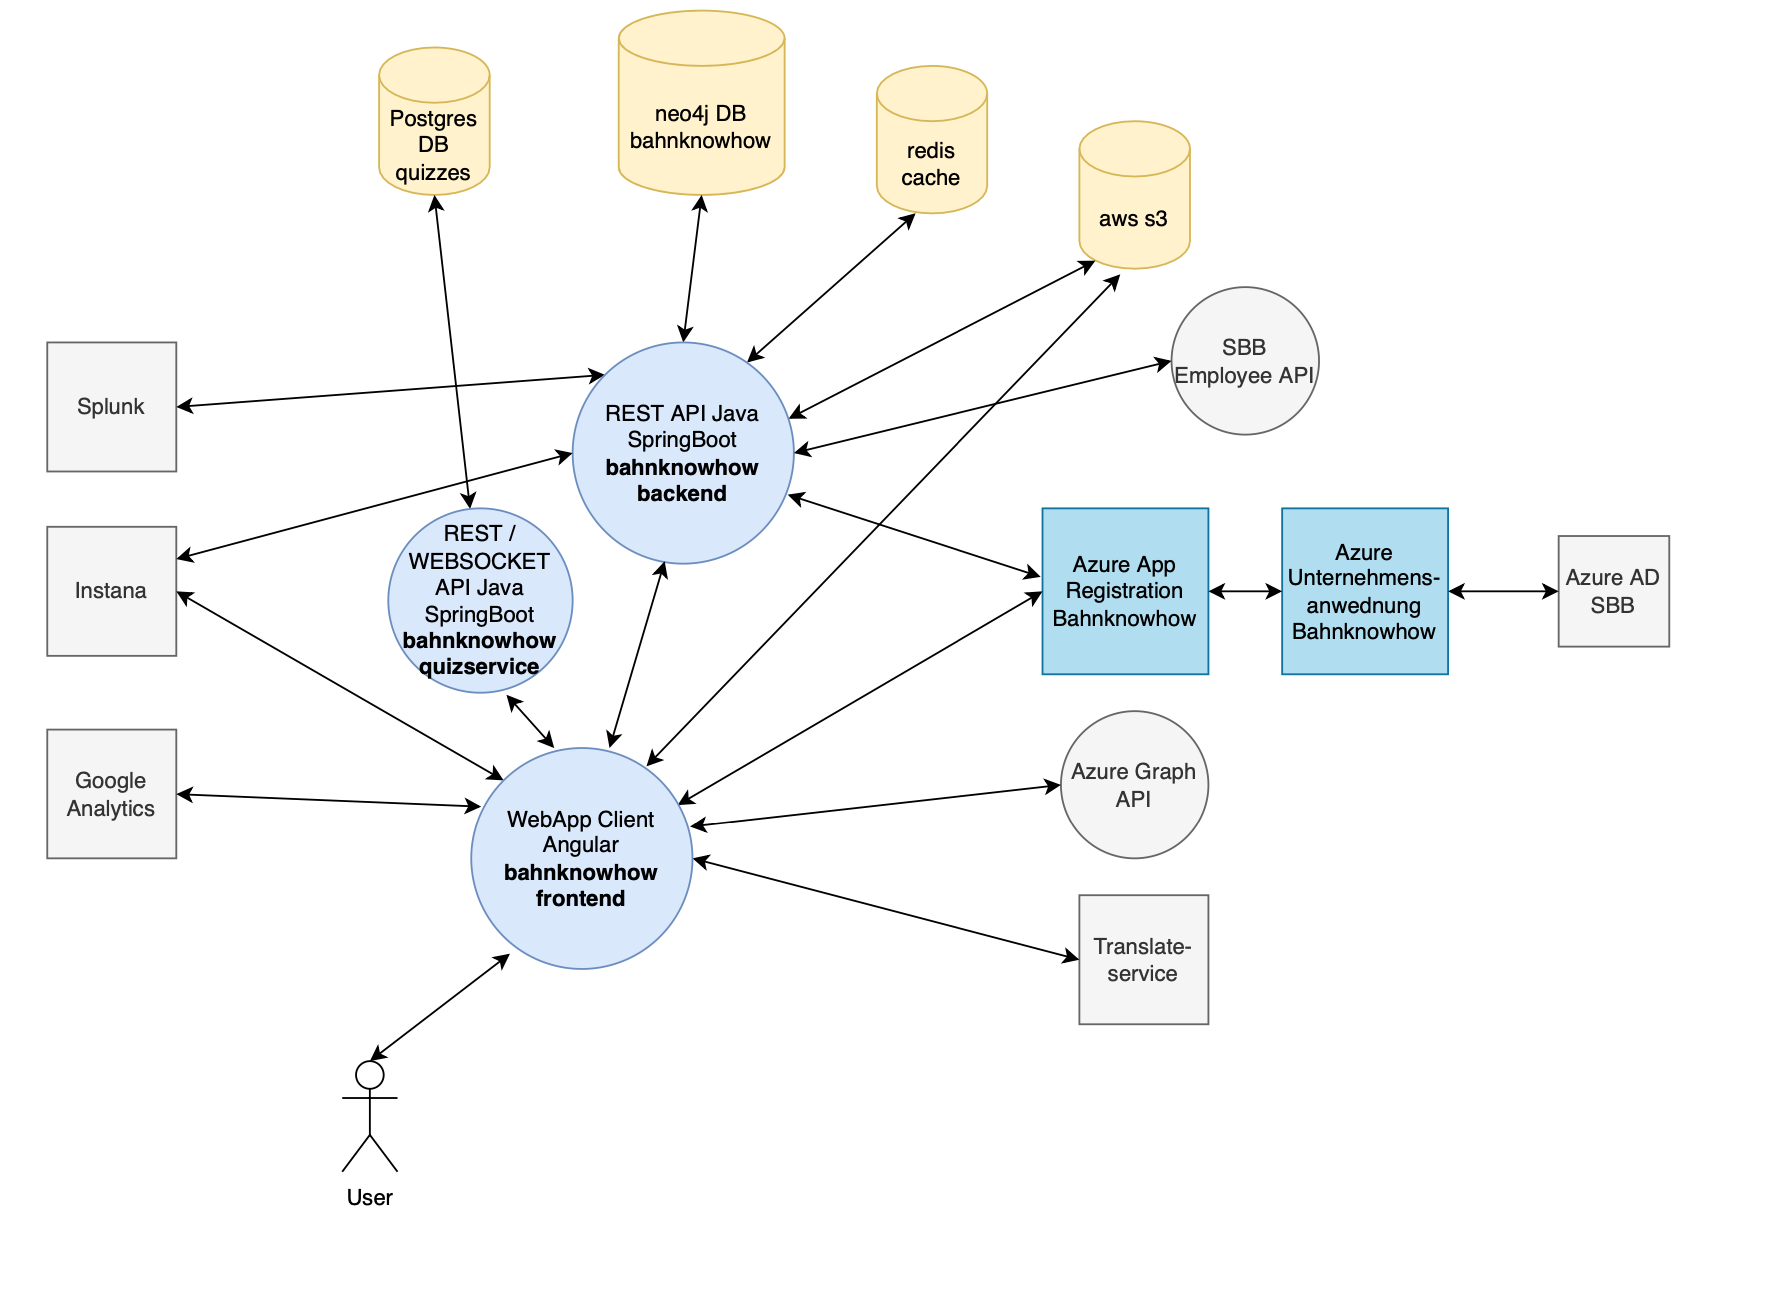 Postgres
DB
quizzes
neo4j DB
bahnknowhow
redis
cache
aws s3
SBB
Employee API
Splunk
REST API Java
SpringBoot
bahnknowhow
backend
Instana
REST /
WEBSOCKET
API Java
SpringBoot
bahnknowhow
quizservice
Azure App
Registration
Bahnknowhow
Azure
Unternehmens-
anwednung
Bahnknowhow
Azure AD
SBB
Google
Analytics
WebApp Client
Angular
bahnknowhow
frontend
Azure Graph
API
Translate-
service
User